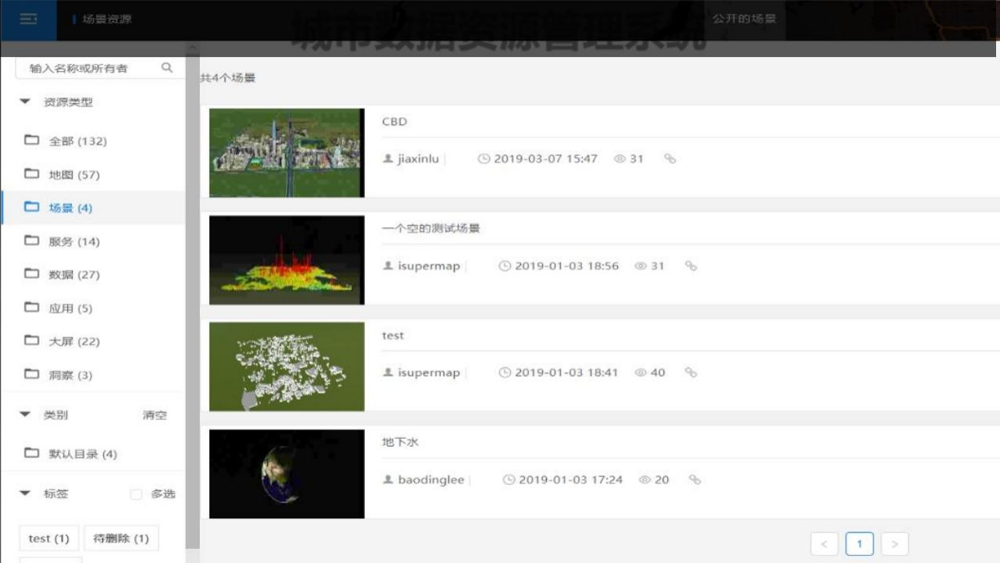 场景资源
城市数据资源管理系统
公开的场景
输入名称或所有者
共4个场景
资源类型
全部 (132)
地图 (57)
场景 (4)
服务 (14)
数据 (27)
应用 (5)
大屏 (22)
洞察 (3)
类别 清空
默认目录 (4)
标签 多选
test (1) 待删除 (1)
CBD
jiaxinlu 2019-03-07 15:47 31
一个空的测试场景
isupermap 2019-01-03 18:56 31
test
isupermap 2019-01-03 18:41 40
地下水
baodinglee 2019-01-03 17:24 20
< 1 >